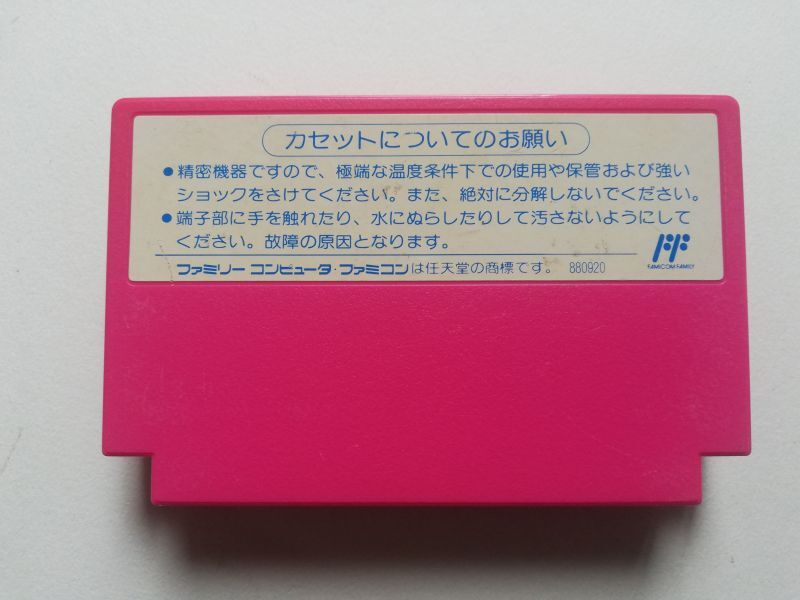 カセットについてのお願い
●精密機器ですので、極端な温度条件下での使用や保管および強い
ショックをさけてください。また、絶対に分解しないでください。
●端子部に手を触れたり、水にぬらしたりして汚さないようにして
ください。故障の原因となります。
FAMICOM FAMILY
ファミリー コンピュータ・ファミコンは任天堂の商標です。 880920